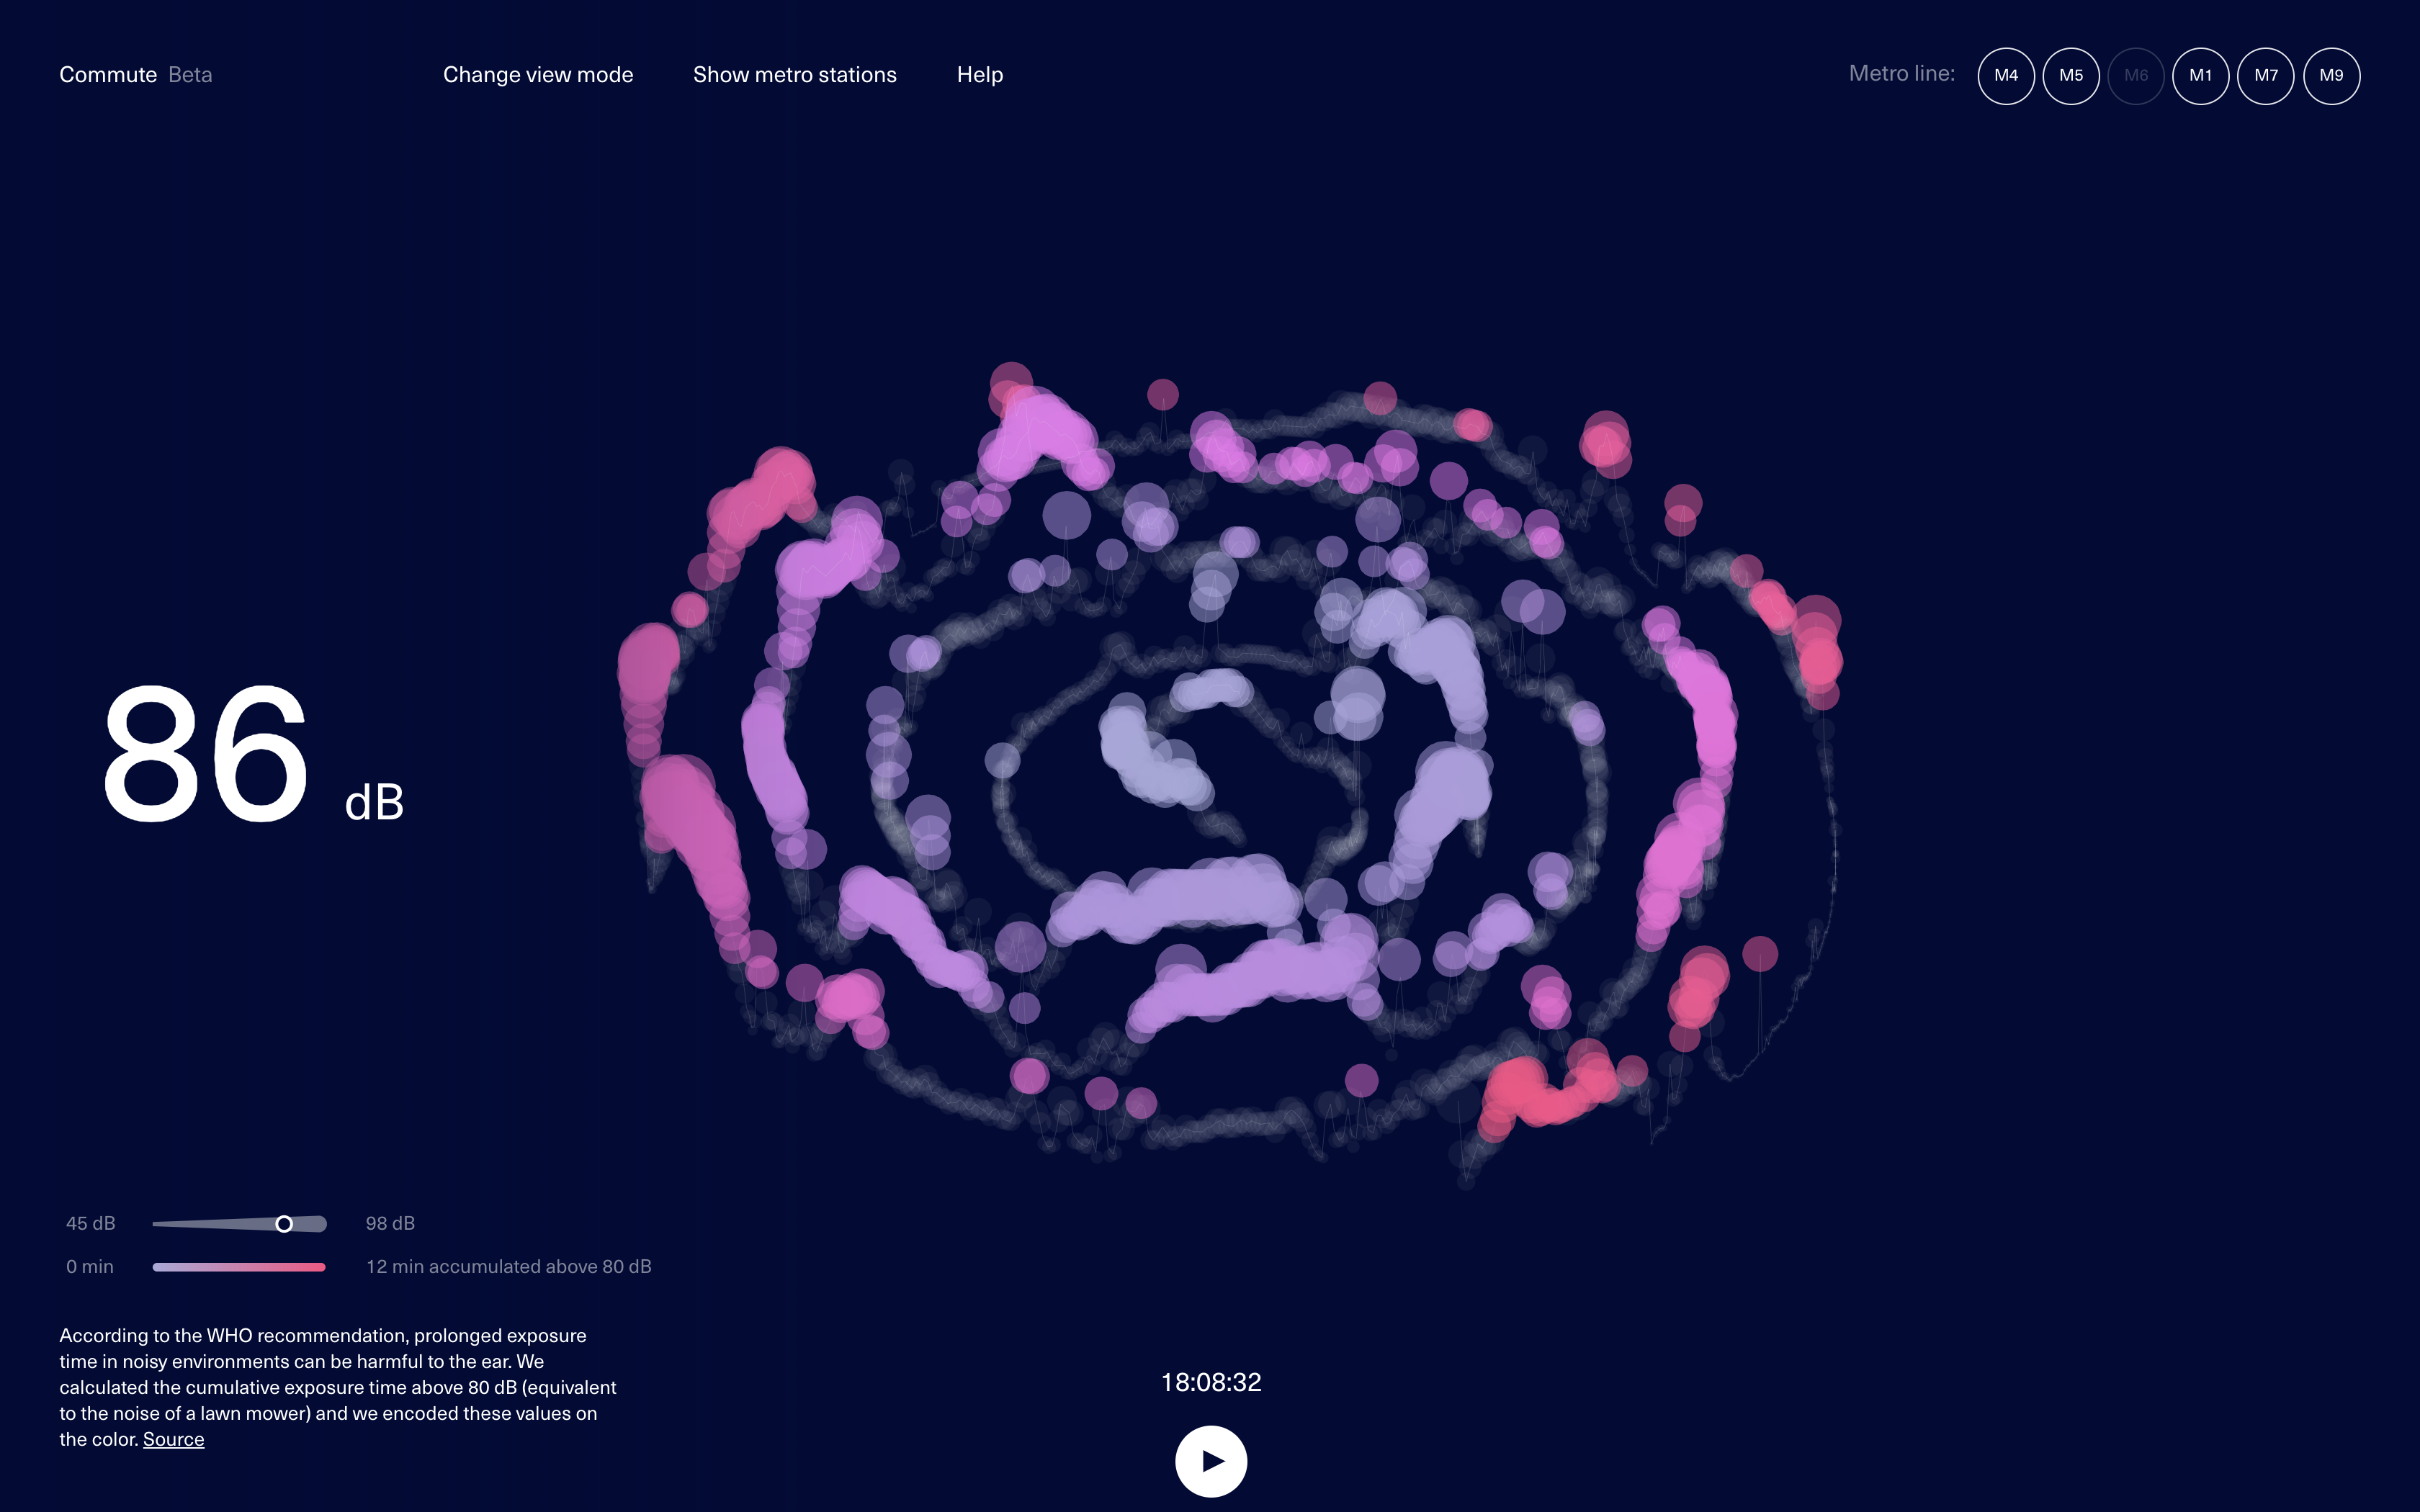 Commute Beta
Change view mode
Show metro stations
Help
Metro line:
M4
M5
M6
M1
M7
M9
86 dB
45 dB
98 dB
0 min
12 min accumulated above 80 dB
According to the WHO recommendation, prolonged exposure
time in noisy environments can be harmful to the ear. We
calculated the cumulative exposure time above 80 dB (equivalent
to the noise of a lawn mower) and we encoded these values on
the color. Source
18:08:32